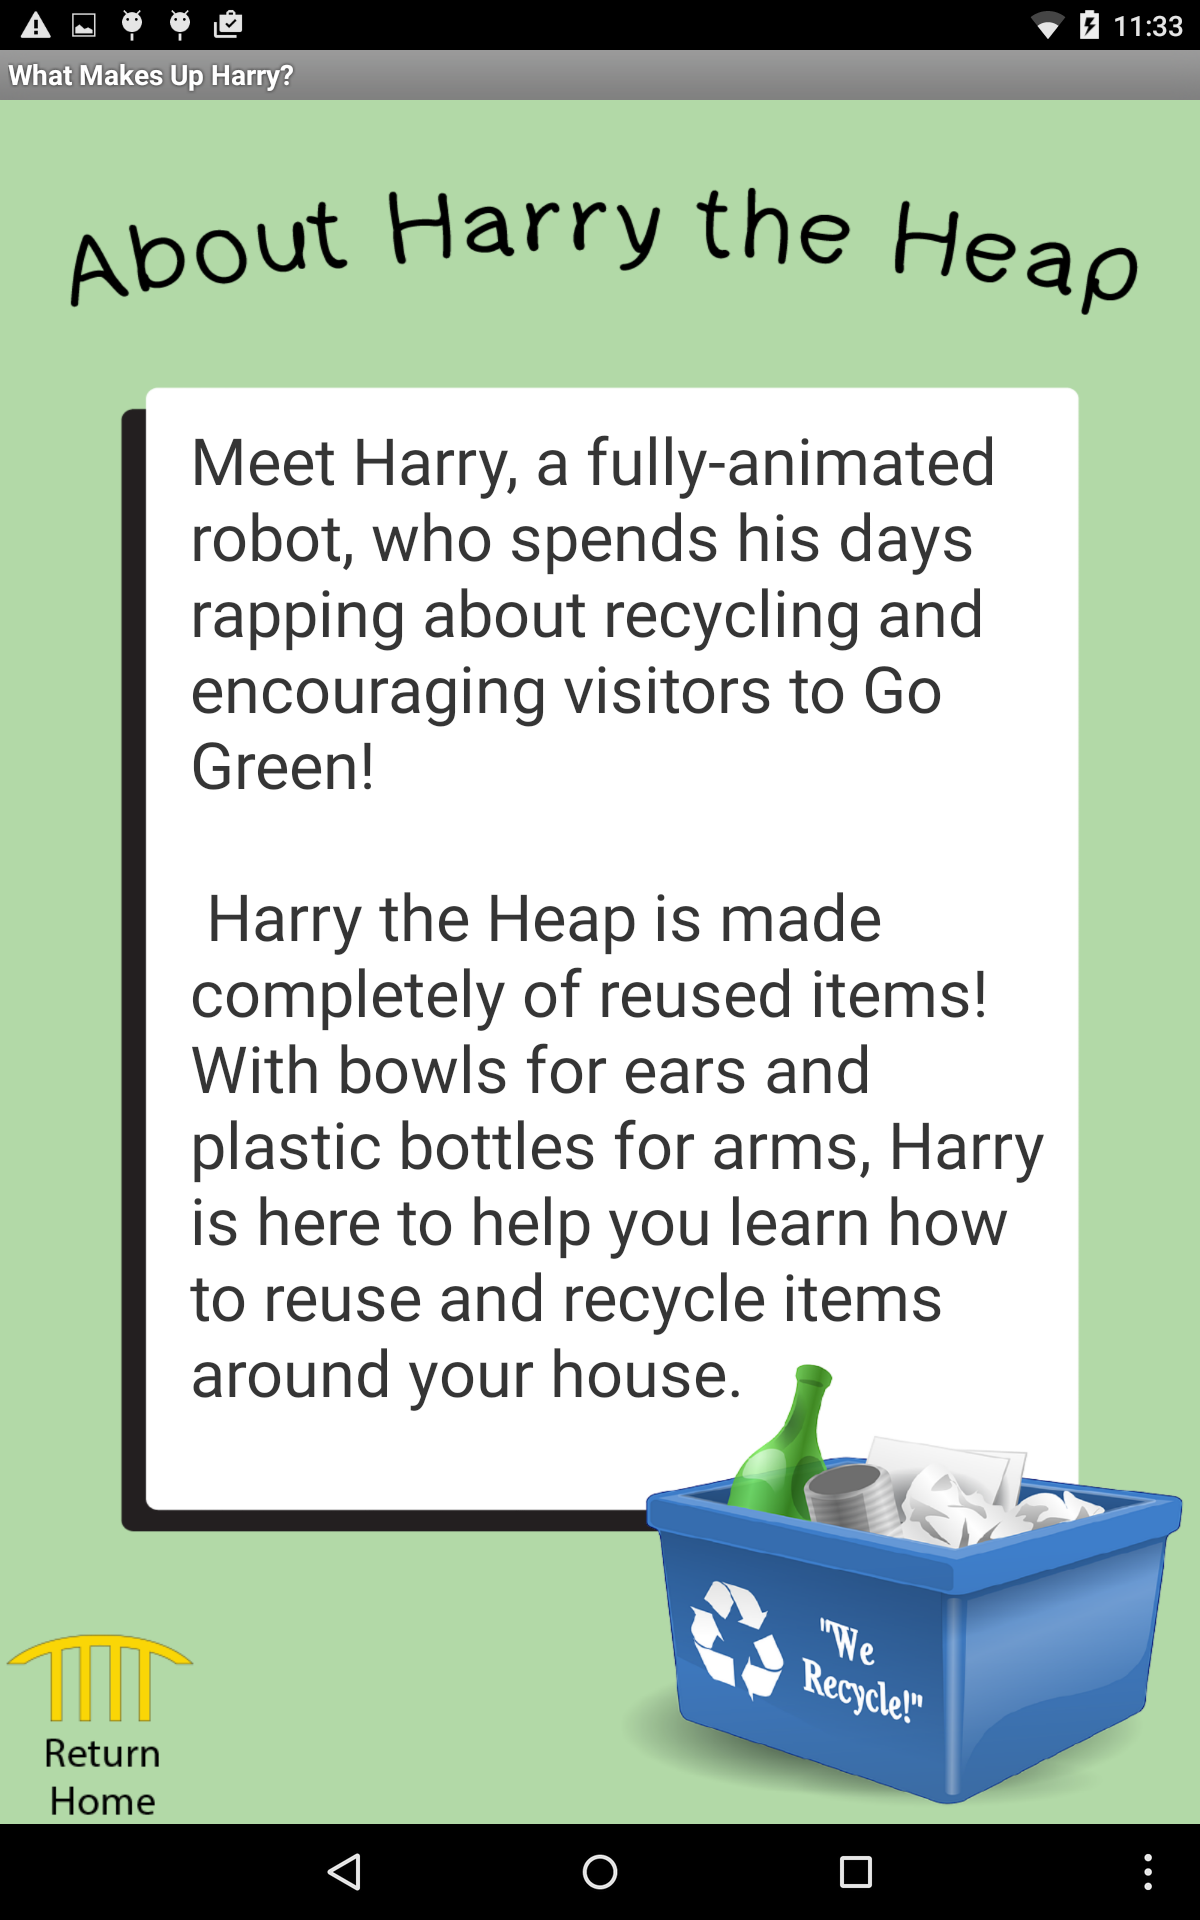 11:33
What Makes Up Harry?
About Harry the Heap
Meet Harry, a fully-animated
robot, who spends his days
rapping about recycling and
encouraging visitors to Go
Green!
Harry the Heap is made
completely of reused items!
With bowls for ears and
plastic bottles for arms, Harry
is here to help you learn how
to reuse and recycle items
around your house.
"We
Recycle!"
Return
Home